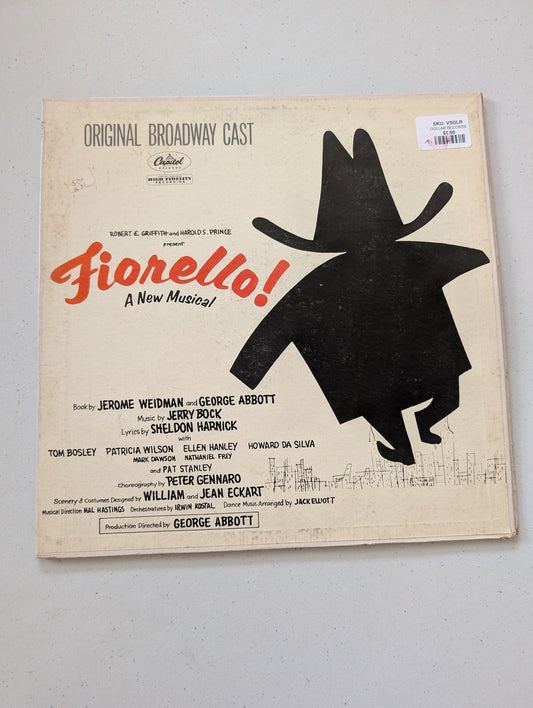 SKU: VSDLR
DOLLAR RECORDS
$1.00
ORIGINAL BROADWAY CAST
Capitol
RECORDS
HIGH FIDELITY
RECORDING
ROBERT E. GRIFFITH and HAROLD S. PRINCE
present
Fiorello!
A New Musical
Book by JEROME WEIDMAN and GEORGE ABBOTT
Music by JERRY BOCK
Lyrics by SHELDON HARNICK
with
TOM BOSLEY PATRICIA WILSON ELLEN HANLEY HOWARD DA SILVA
MARK DAWSON NATHANIEL FREY
and PAT STANLEY
Choreography by PETER GENNARO
Scenery & Costumes Designed by WILLIAM and JEAN ECKART
Musical Direction HAL HASTINGS Orchestrations by IRWIN KOSTAL Dance Music Arranged by JACK ELLIOTT
Production Directed by GEORGE ABBOTT